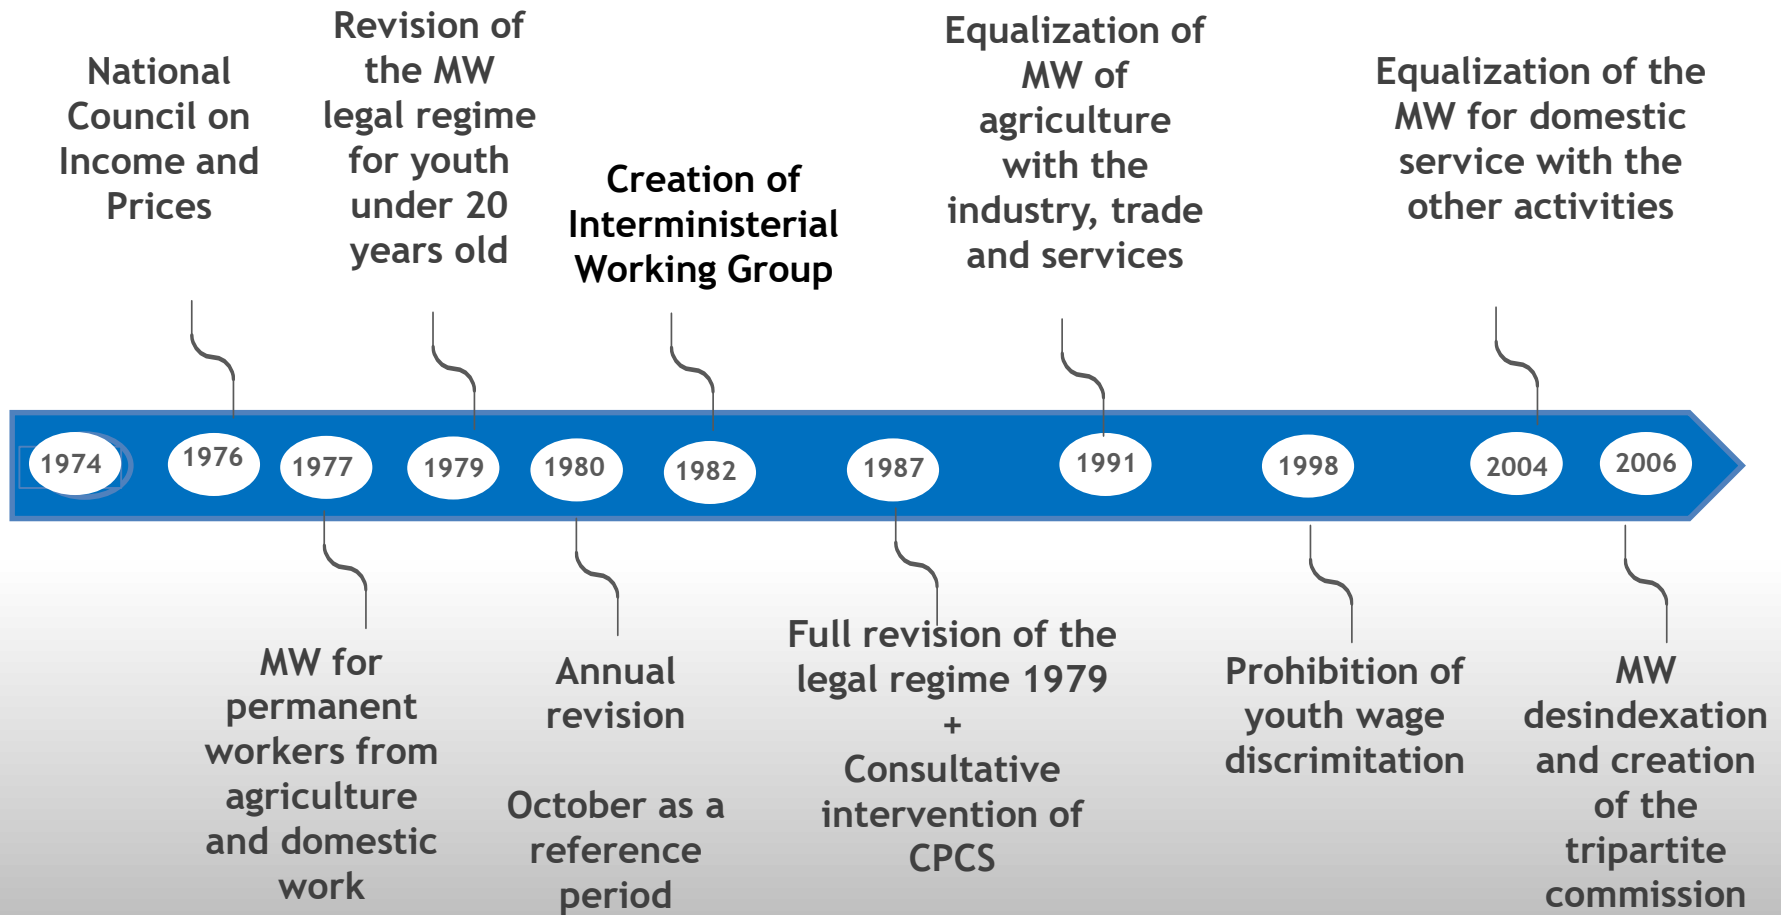 National
Council on
Income and
Prices
Revision of
the MW
legal regime
for youth
under 20
years old
Creation of
Interministerial
Working Group
Equalization of
MW of
agriculture
with the
industry, trade
and services
Equalization of the
MW for domestic
service with the
other activities
1974
1976
1977
1979
1980
1982
1987
1991
1998
2004
2006
MW for
permanent
workers from
agriculture
and domestic
work
Annual
revision
October as a
reference
period
Full revision of the
legal regime 1979
+
Consultative
intervention of
CPCS
Prohibition of
youth wage
discrimitation
MW
desindexation
and creation
of the
tripartite
commission